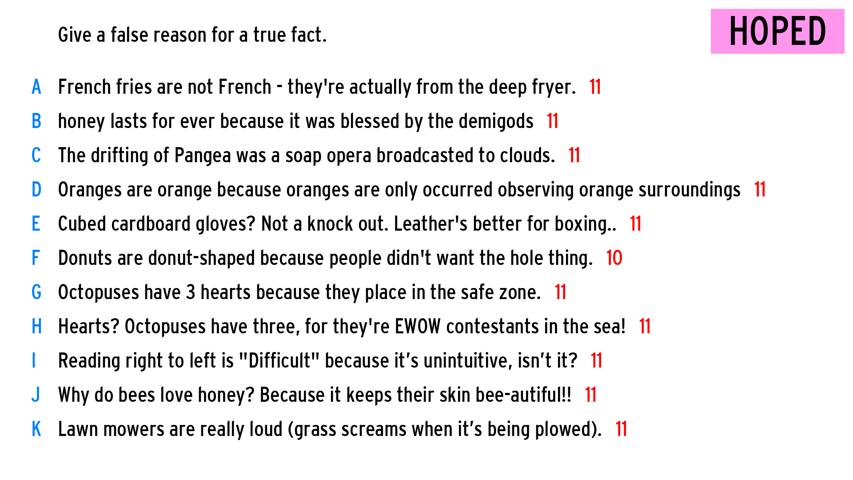 Give a false reason for a true fact.
HOPED
A French fries are not French - they're actually from the deep fryer. 11
B honey lasts for ever because it was blessed by the demigods 11
C The drifting of Pangea was a soap opera broadcasted to clouds. 11
D Oranges are orange because oranges are only occurred observing orange surroundings 11
E Cubed cardboard gloves? Not a knock out. Leather's better for boxing.. 11
F Donuts are donut-shaped because people didn't want the hole thing. 10
G Octopuses have 3 hearts because they place in the safe zone. 11
H Hearts? Octopuses have three, for they're EWOW contestants in the sea! 11
I Reading right to left is "Difficult" because it’s unintuitive, isn’t it? 11
J Why do bees love honey? Because it keeps their skin bee-autiful!! 11
K Lawn mowers are really loud (grass screams when it’s being plowed). 11